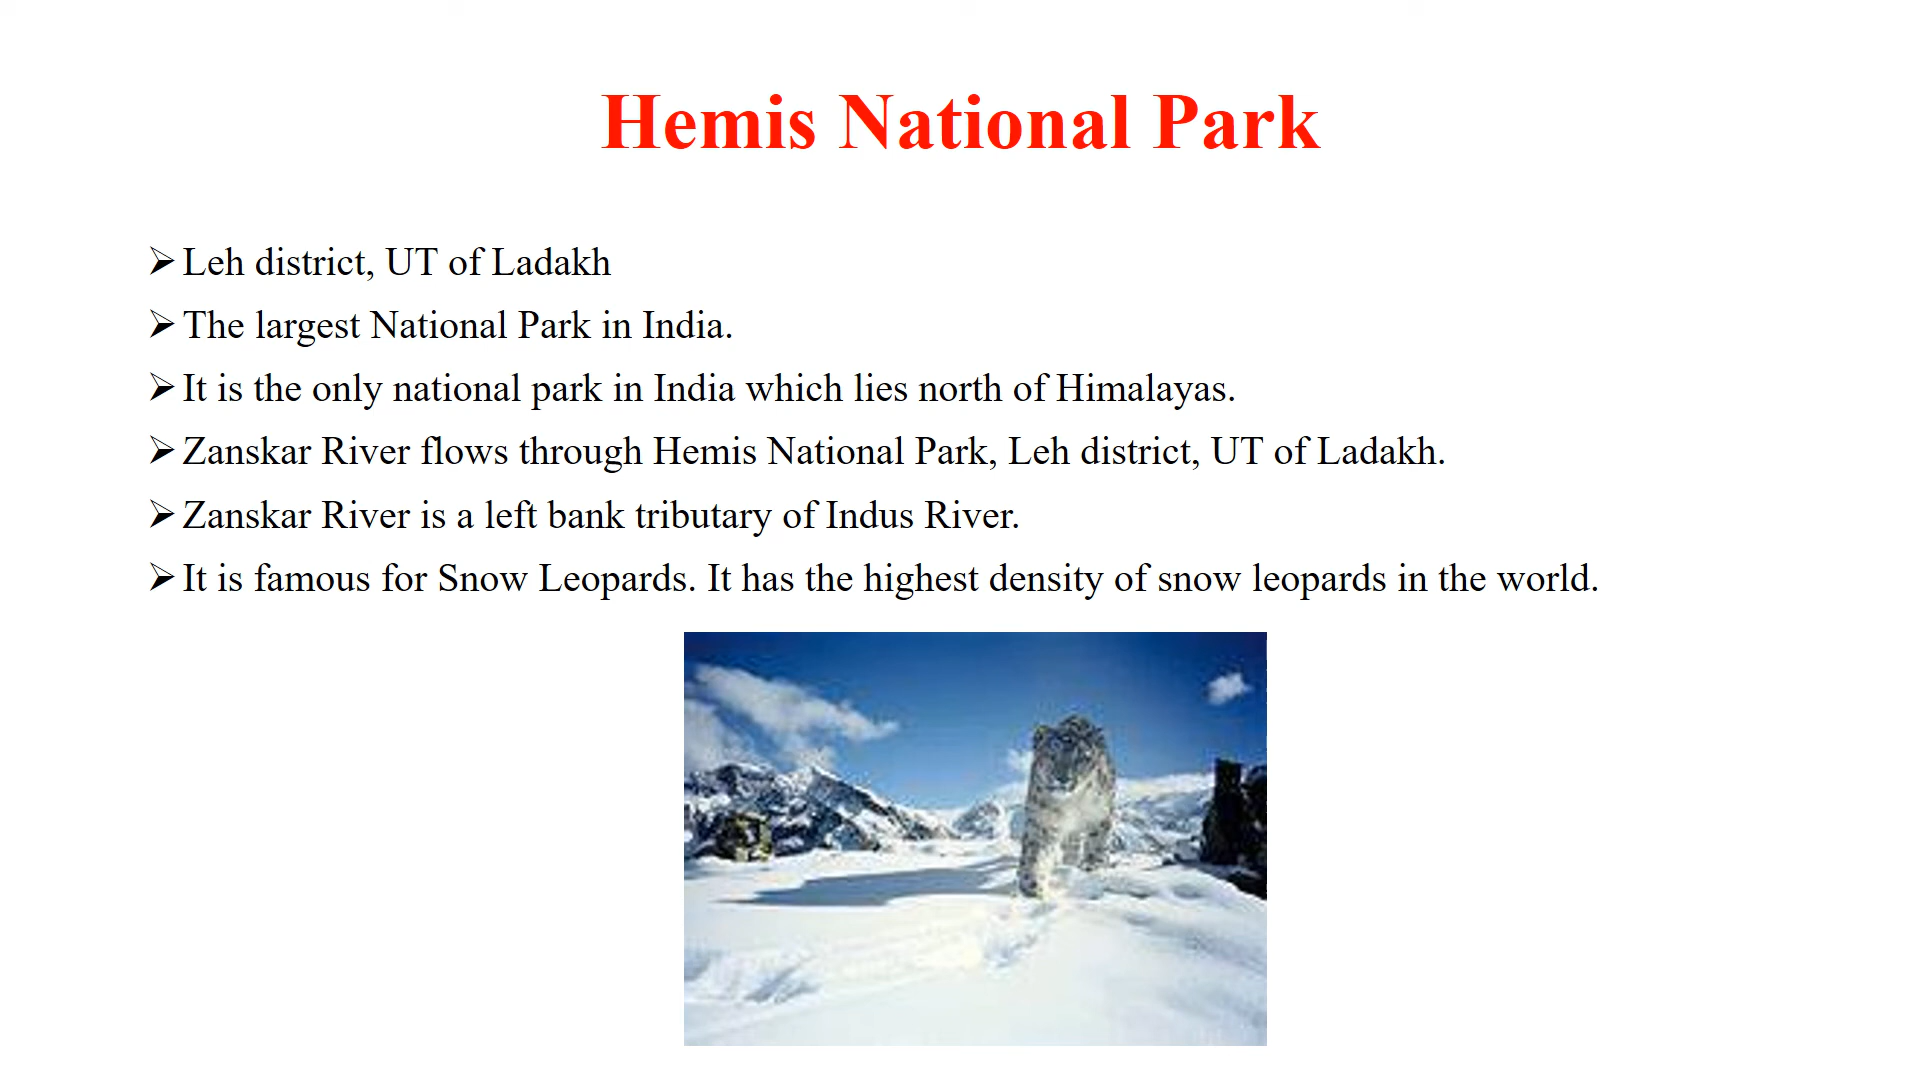 Hemis National Park
➢Leh district, UT of Ladakh
➢The largest National Park in India.
➢It is the only national park in India which lies north of Himalayas.
➢Zanskar River flows through Hemis National Park, Leh district, UT of Ladakh.
➢Zanskar River is a left bank tributary of Indus River.
➢It is famous for Snow Leopards. It has the highest density of snow leopards in the world.